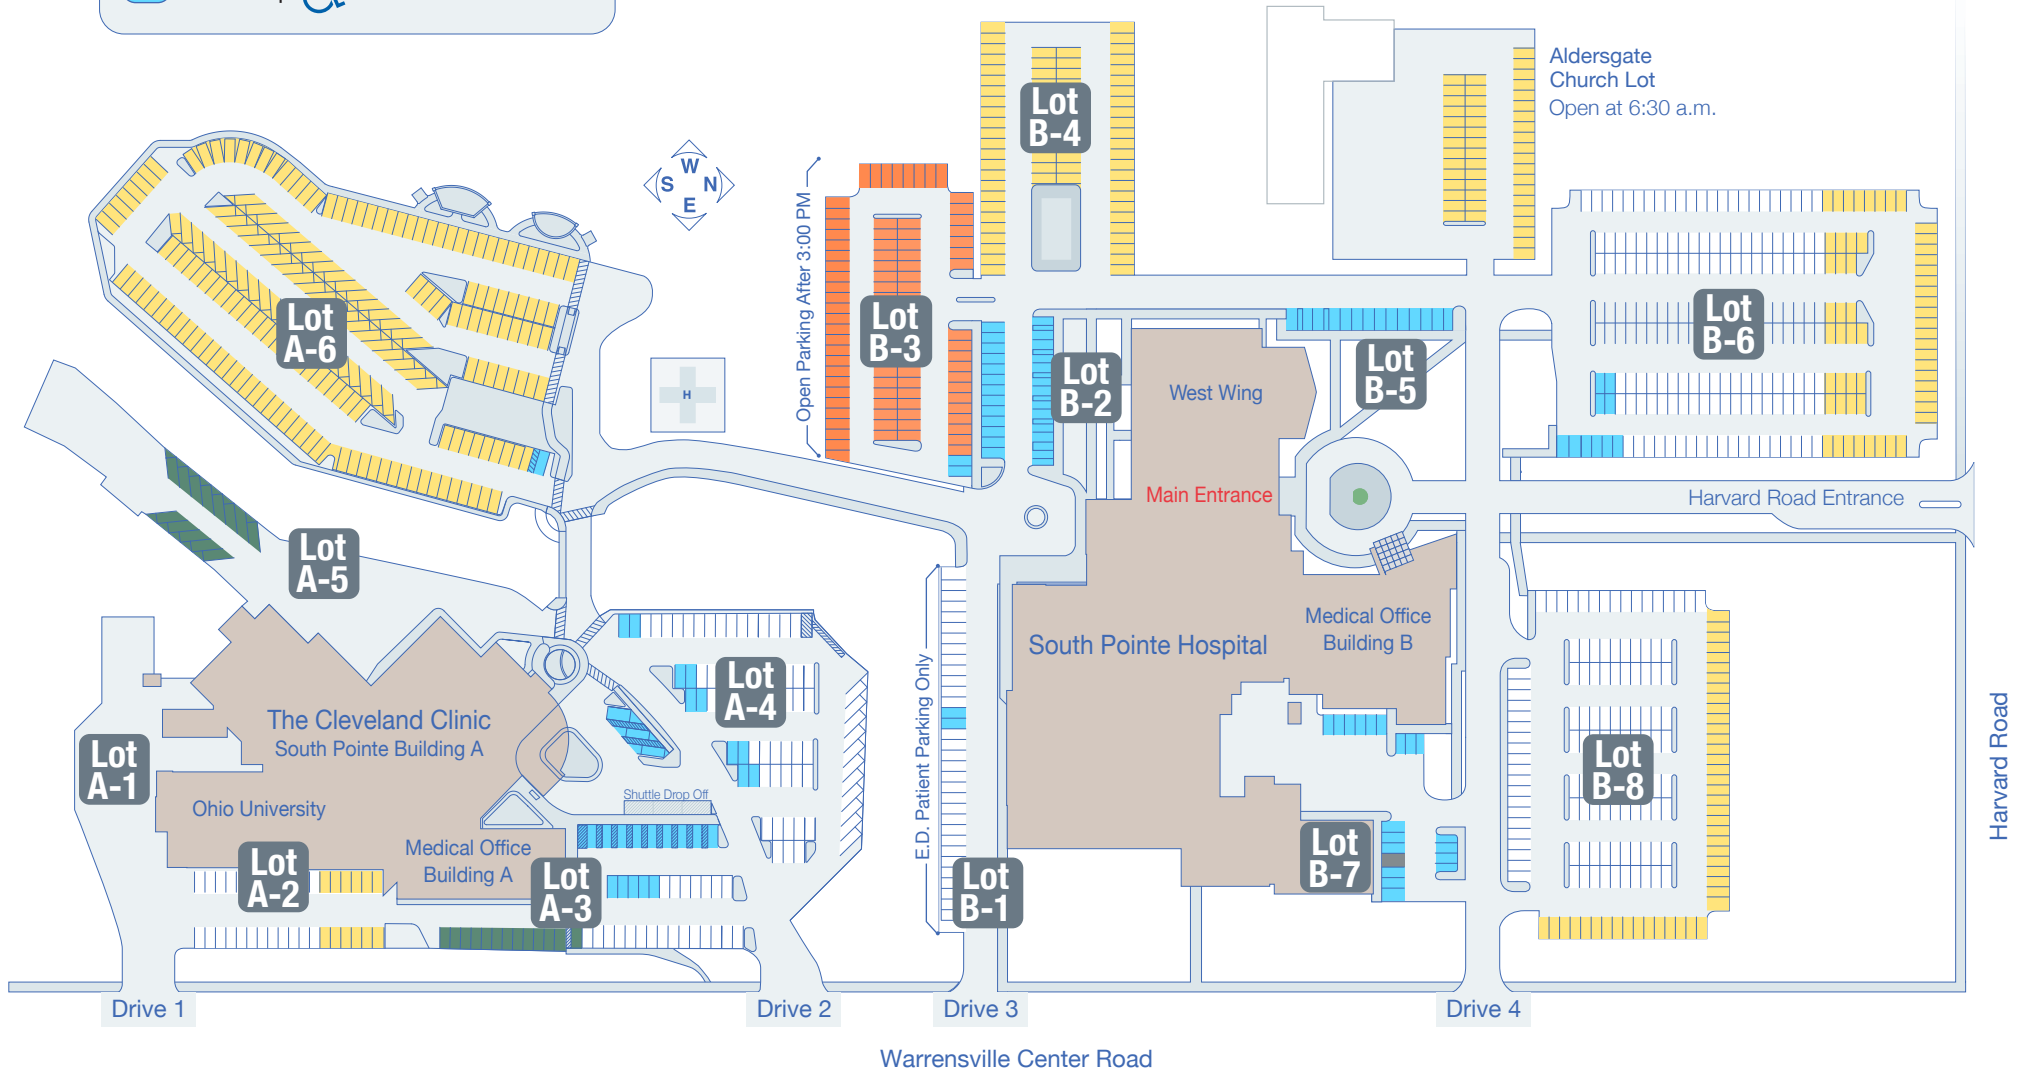 Aldersgate
Church Lot
Open at 6:30 a.m.
Lot
B-4
W
S N
E
Open Parking After 3:00 PM
Lot
A-6
Lot
B-3
Lot
B-2
West Wing
Lot
B-5
Lot
B-6
H
Main Entrance
Harvard Road Entrance
Lot
A-5
E.D. Patient Parking Only
South Pointe Hospital
Medical Office
Building B
Lot
A-4
The Cleveland Clinic
South Pointe Building A
Lot
A-1
Shuttle Drop Off
Ohio University
Medical Office
Building A
Lot
A-2
Lot
A-3
Lot
B-1
Lot
B-7
Lot
B-8
Harvard Road
Drive 1
Drive 2
Drive 3
Drive 4
Warrensville Center Road